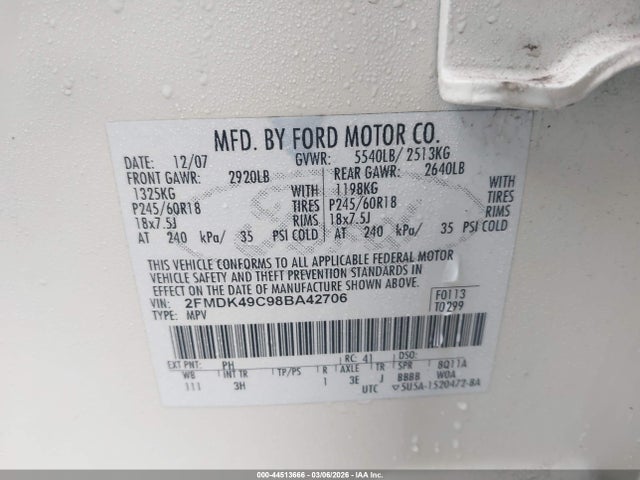 MFD. BY FORD MOTOR CO.
DATE: 12/07 GVWR: 5540LB/ 2513KG
FRONT GAWR: 2920LB REAR GAWR: 2640LB
1325KG WITH 1198KG WITH
P245/60R18 TIRES P245/60R18 TIRES
18x7.5J RIMS 18x7.5J RIMS
AT 240 kPa/ 35 PSI COLD AT 240 kPa/ 35 PSI COLD
THIS VEHICLE CONFORMS TO ALL APPLICABLE FEDERAL MOTOR
VEHICLE SAFETY AND THEFT PREVENTION STANDARDS IN
EFFECT ON THE DATE OF MANUFACTURE SHOWN ABOVE.
VIN: 2FMDK49C98BA42706 F0113
TYPE: MPV T0299
EXT PNT: PH RC: 41 DSO:
WB INT TR TP/PS R AXLE TR SPR 8Q11A
111 3H 1 3E J BBBB W0A
UTC 5U5A-1520472-BA
000-44513666 - 03/06/2026 - IAA Inc.